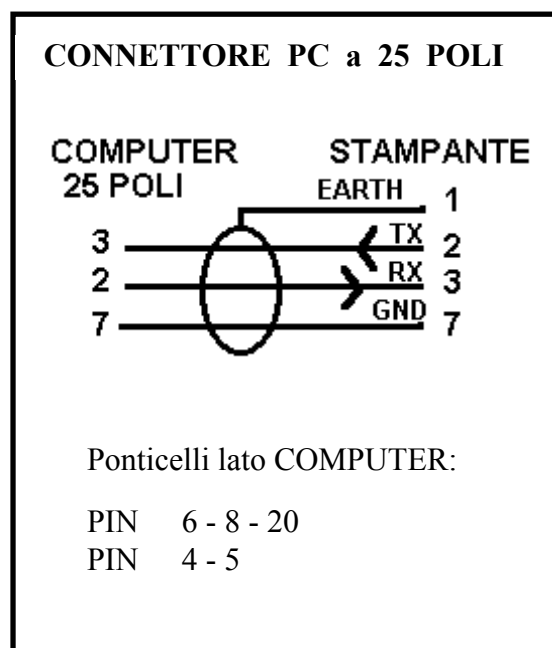 CONNETTORE PC a 25 POLI
COMPUTER STAMPANTE
25 POLI EARTH 1
3 TX 2
2 RX 3
7 GND 7
Ponticelli lato COMPUTER:
PIN 6 - 8 - 20
PIN 4 - 5